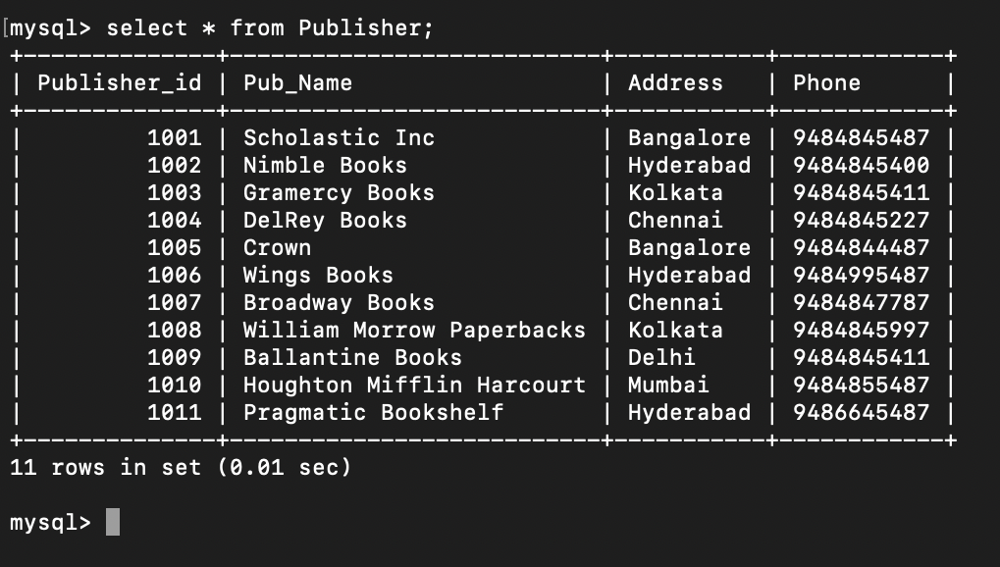 mysql> select * from Publisher;
+--------------+---------------------------+-----------+------------+
| Publisher_id | Pub_Name                  | Address   | Phone      |
+--------------+---------------------------+-----------+------------+
|         1001 | Scholastic Inc            | Bangalore | 9484845487 |
|         1002 | Nimble Books              | Hyderabad | 9484845400 |
|         1003 | Gramercy Books            | Kolkata   | 9484845411 |
|         1004 | DelRey Books              | Chennai   | 9484845227 |
|         1005 | Crown                     | Bangalore | 9484844487 |
|         1006 | Wings Books               | Hyderabad | 9484995487 |
|         1007 | Broadway Books            | Chennai   | 9484847787 |
|         1008 | William Morrow Paperbacks | Kolkata   | 9484845997 |
|         1009 | Ballantine Books          | Delhi     | 9484845411 |
|         1010 | Houghton Mifflin Harcourt | Mumbai    | 9484855487 |
|         1011 | Pragmatic Bookshelf       | Hyderabad | 9486645487 |
+--------------+---------------------------+-----------+------------+
11 rows in set (0.01 sec)
mysql>